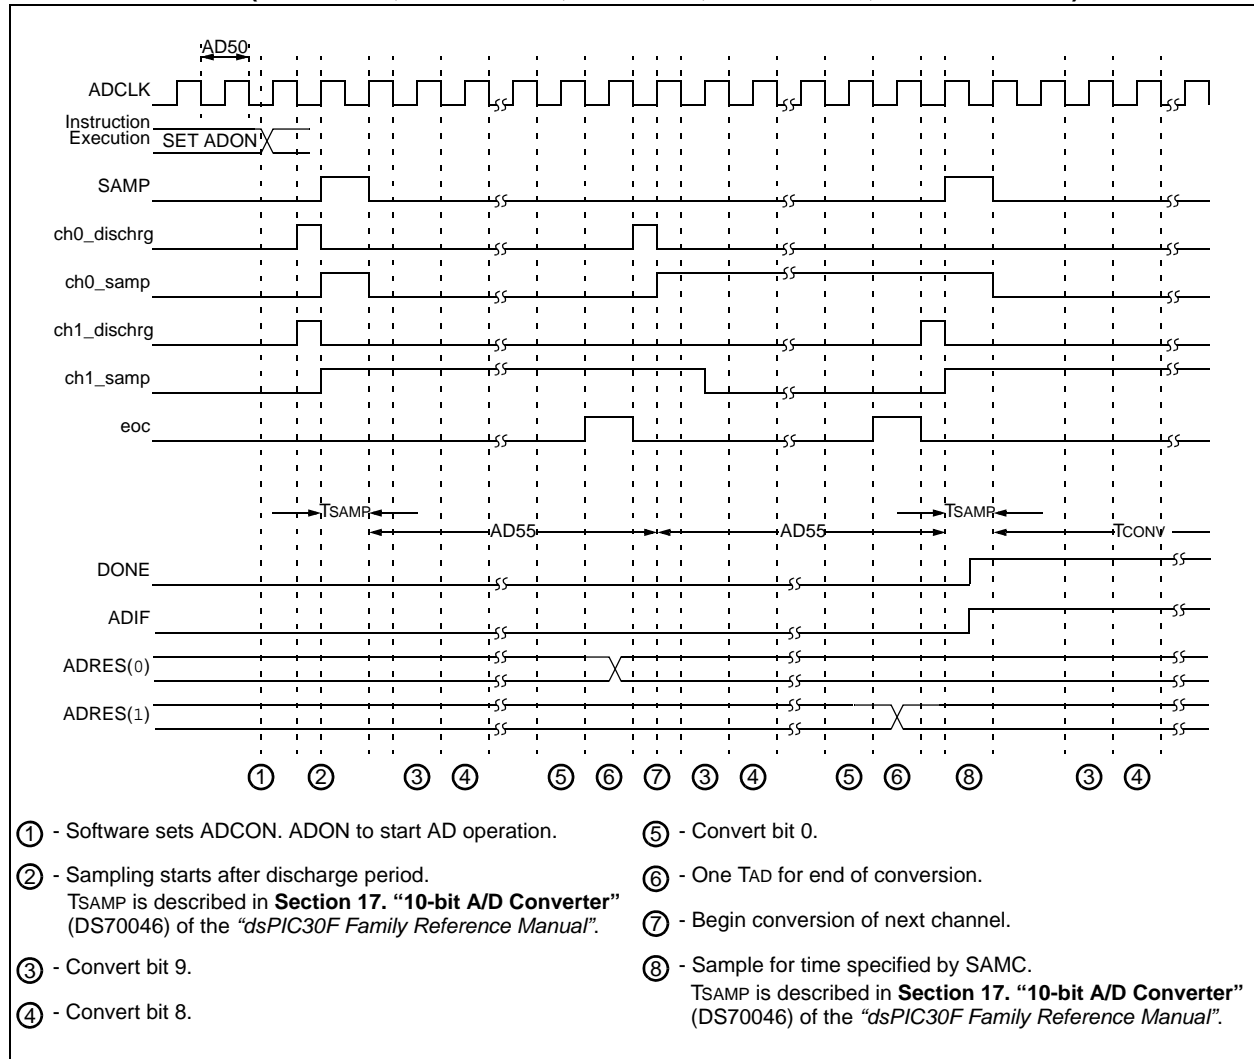 AD50
ADCLK
Instruction
Execution SET ADON
SAMP
ch0_dischrg
ch0_samp
ch1_dischrg
ch1_samp
eoc
TSAMP TSAMP
AD55 AD55 TCONV
DONE
ADIF
ADRES(0)
ADRES(1)
1 2 3 4 5 6 7 3 4 5 6 8 3 4
1 - Software sets ADCON. ADON to start AD operation.
2 - Sampling starts after discharge period.
TSAMP is described in Section 17. “10-bit A/D Converter”
(DS70046) of the “dsPIC30F Family Reference Manual”.
3 - Convert bit 9.
4 - Convert bit 8.
5 - Convert bit 0.
6 - One TAD for end of conversion.
7 - Begin conversion of next channel.
8 - Sample for time specified by SAMC.
TSAMP is described in Section 17. “10-bit A/D Converter”
(DS70046) of the “dsPIC30F Family Reference Manual”.